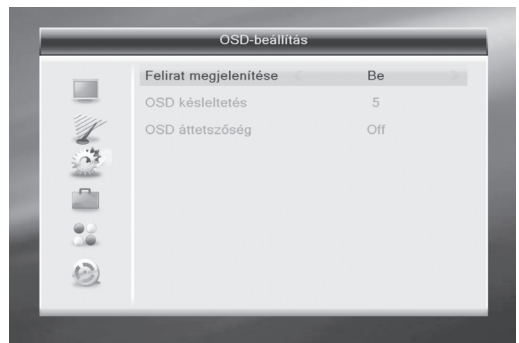 OSD-beállítás
Felirat megjelenítése < Be >
OSD késleltetés 5
OSD áttetszőség Off